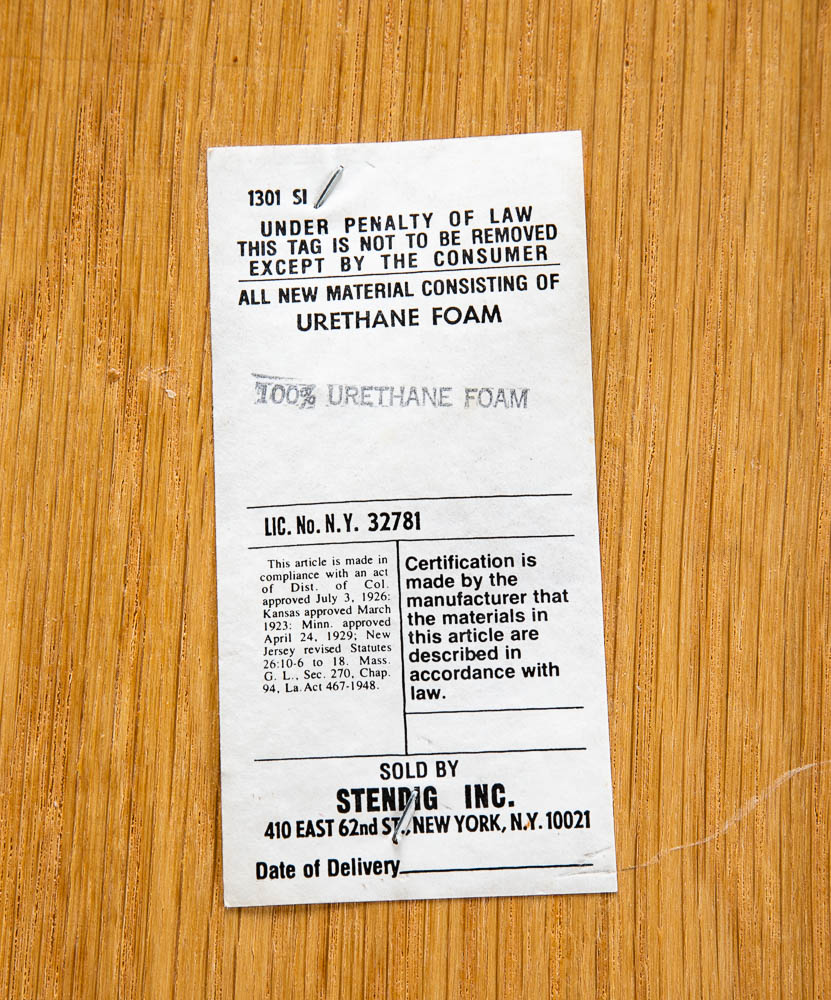 1301 SI
UNDER PENALTY OF LAW
THIS TAG IS NOT TO BE REMOVED
EXCEPT BY THE CONSUMER
ALL NEW MATERIAL CONSISTING OF
URETHANE FOAM
100% URETHANE FOAM
LIC. No. N.Y. 32781
This article is made in
compliance with an act
of Dist. of Col.
approved July 3, 1926:
Kansas approved March
1923: Minn. approved
April 24, 1929; New
Jersey revised Statutes
26:10-6 to 18. Mass.
G. L., Sec. 270, Chap.
94, La. Act 467-1948.
Certification is
made by the
manufacturer that
the materials in
this article are
described in
accordance with
law.
SOLD BY
STENDIG INC.
410 EAST 62nd ST., NEW YORK, N.Y. 10021
Date of Delivery